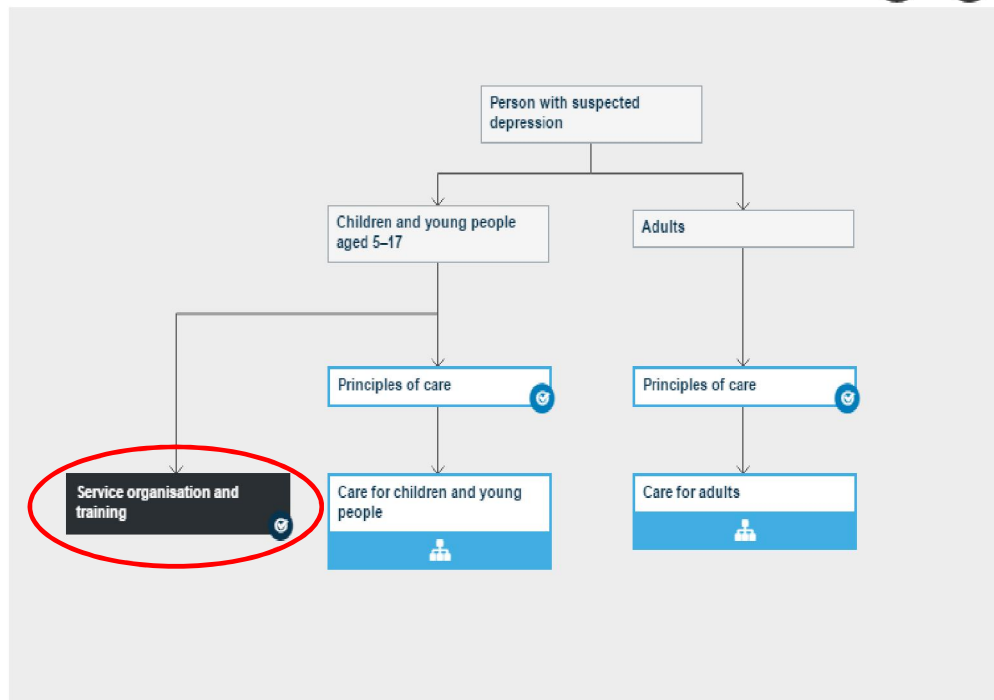 Person with suspected
depression
Children and young people
aged 5–17
Adults
Principles of care
Principles of care
Service organisation and
training
Care for children and young
people
Care for adults